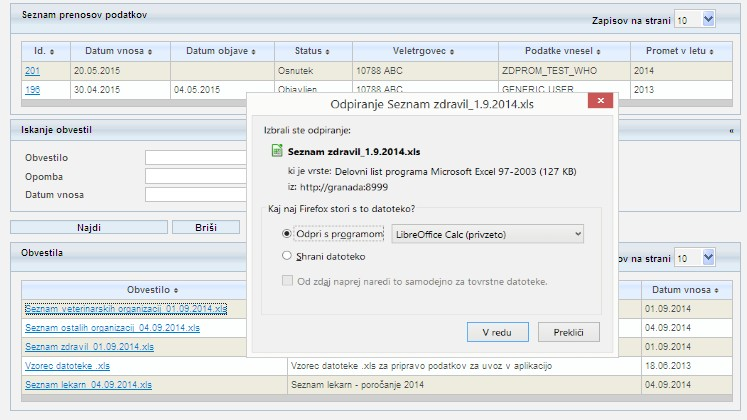 Seznam prenosov podatkov
Zapisov na strani 10
Id. Datum vnosa Datum objave Status Veletrgovec Podatke vnesel Promet v letu
201 20.05.2015 Osnutek 10788 ABC ZDPROM_TEST_WHO 2014
196 30.04.2015 04.05.2015 Objavljen 10788 ABC GENERIC_USER 2013
Odpiranje Seznam zdravil_1.9.2014.xls
Izbrali ste odpiranje:
Seznam zdravil_1.9.2014.xls
ki je vrste: Delovni list programa Microsoft Excel 97-2003 (127 KB)
iz: http://granada:8999
Kaj naj Firefox stori s to datoteko?
Odpri s programom LibreOffice Calc (privzeto)
Shrani datoteko
Od zdaj naprej naredi to samodejno za tovrstne datoteke.
V redu Prekliči
Iskanje obvestil «
Obvestilo
Opomba
Datum vnosa
Najdi Briši
Obvestila
na strani 10
Obvestilo Datum vnosa
Seznam veterinarskih organizacij_01.09.2014.xls 01.09.2014
Seznam ostalih organizacij_04.09.2014.xls 04.09.2014
Seznam zdravil_01.09.2014.xls 01.09.2014
Vzorec datoteke .xls Vzorec datoteke .xls za pripravo podatkov za uvoz v aplikacijo 18.06.2013
Seznam lekarn_04.09.2014.xls Seznam lekarn - poročanje 2014 04.09.2014